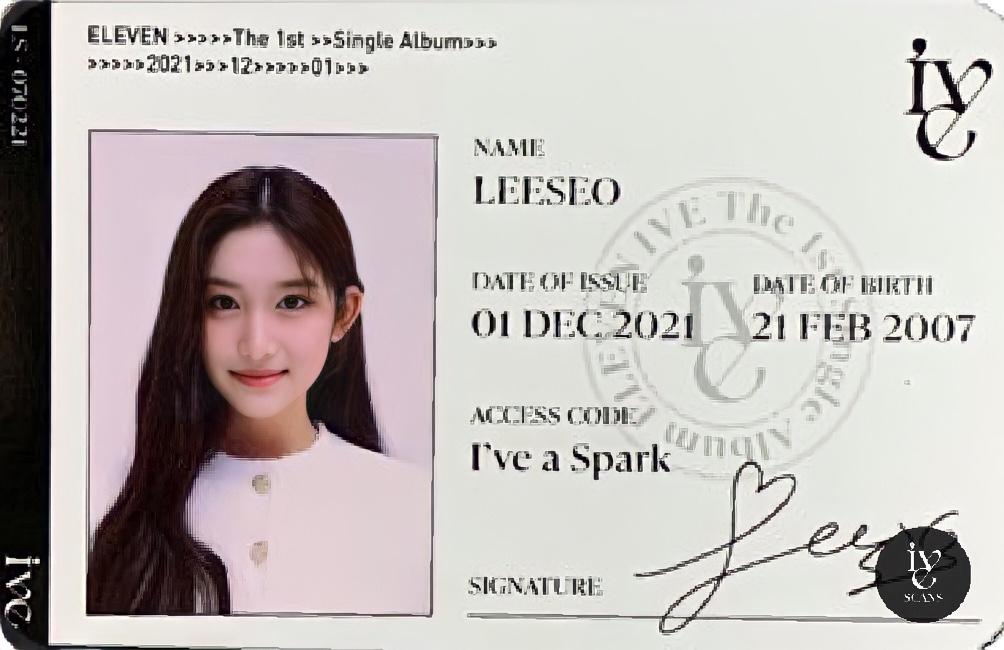 ELEVEN >>>>>The 1st >>Single Album>>>
>>>>>2021>>>12>>>>>01>>>
LS - 070221
ive
ive
NAME
LEESEO
DATE OF ISSUE
01 DEC 2021
DATE OF BIRTH
21 FEB 2007
ACCESS CODE
I've a Spark
SIGNATURE
ELEVEN IVE The 1st Single Album
ive
ive
SCANS